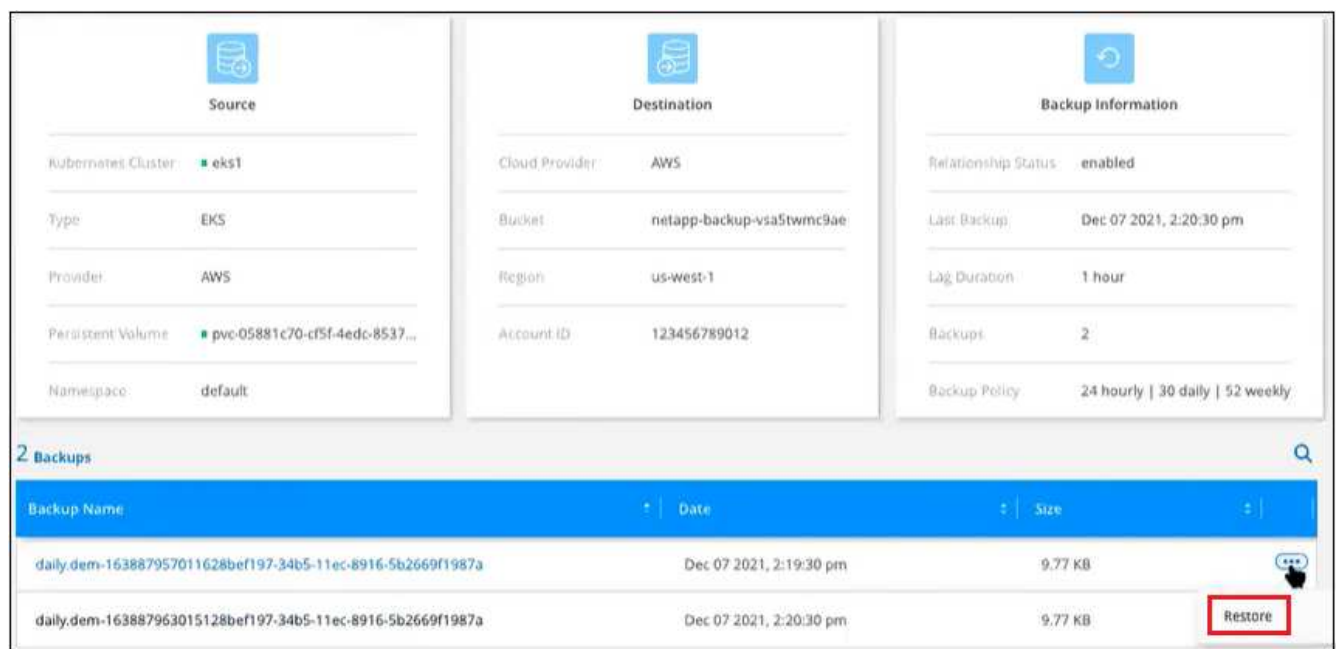 Source
Kubernetes Cluster eks1
Type EKS
Provider AWS
Persistent Volume pvc-05881c70-cf5f-4edc-8537...
Namespace default
Destination
Cloud Provider AWS
Bucket netapp-backup-vsa5twmc9ae
Region us-west-1
Account ID 123456789012
Backup Information
Relationship Status enabled
Last Backup Dec 07 2021, 2:20:30 pm
Lag Duration 1 hour
Backups 2
Backup Policy 24 hourly | 30 daily | 52 weekly
2 Backups
Backup Name Date Size
daily.dem-163887957011628bef197-34b5-11ec-8916-5b2669f1987a Dec 07 2021, 2:19:30 pm 9.77 KB
daily.dem-163887963015128bef197-34b5-11ec-8916-5b2669f1987a Dec 07 2021, 2:20:30 pm 9.77 KB
Restore